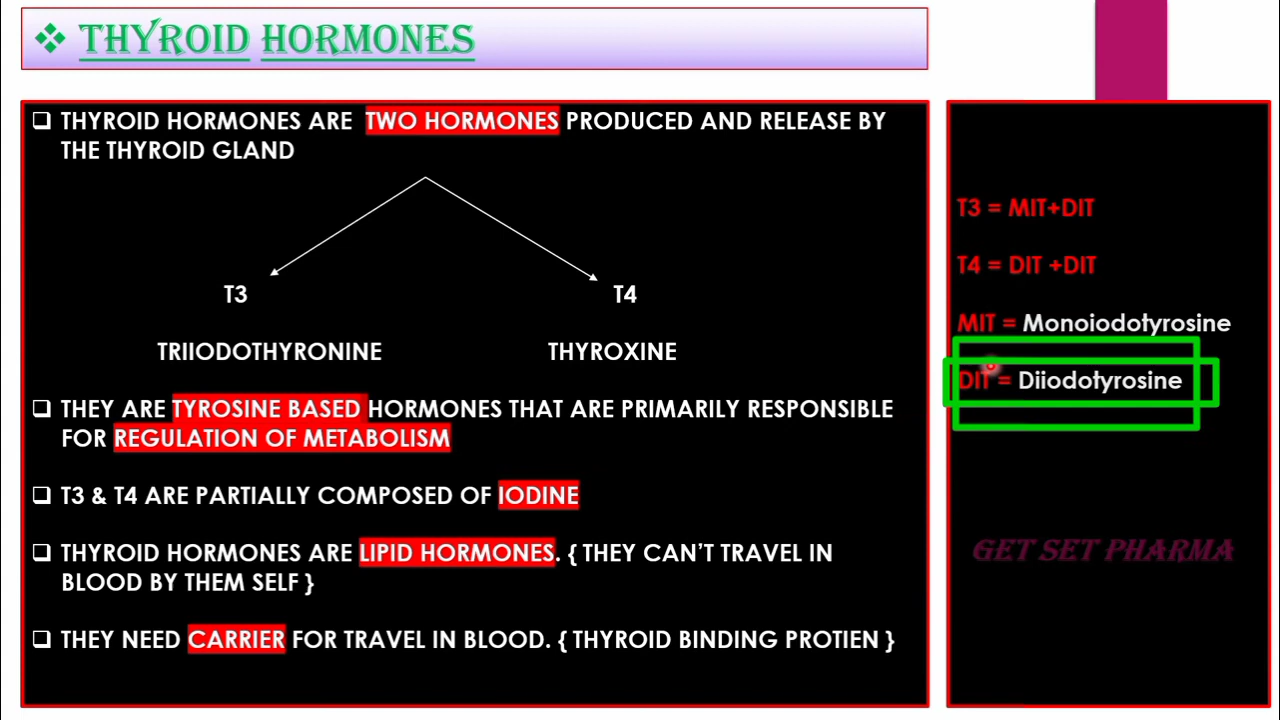 THYROID HORMONES
THYROID HORMONES ARE TWO HORMONES PRODUCED AND RELEASE BY
THE THYROID GLAND
T3
T4
TRIIODOTHYRONINE
THYROXINE
THEY ARE TYROSINE BASED HORMONES THAT ARE PRIMARILY RESPONSIBLE
FOR REGULATION OF METABOLISM
T3 & T4 ARE PARTIALLY COMPOSED OF IODINE
THYROID HORMONES ARE LIPID HORMONES. { THEY CAN'T TRAVEL IN
BLOOD BY THEM SELF }
THEY NEED CARRIER FOR TRAVEL IN BLOOD. { THYROID BINDING PROTIEN }
T3 = MIT+DIT
T4 = DIT +DIT
MIT = Monoiodotyrosine
DIT = Diiodotyrosine
GET SET PHARMA